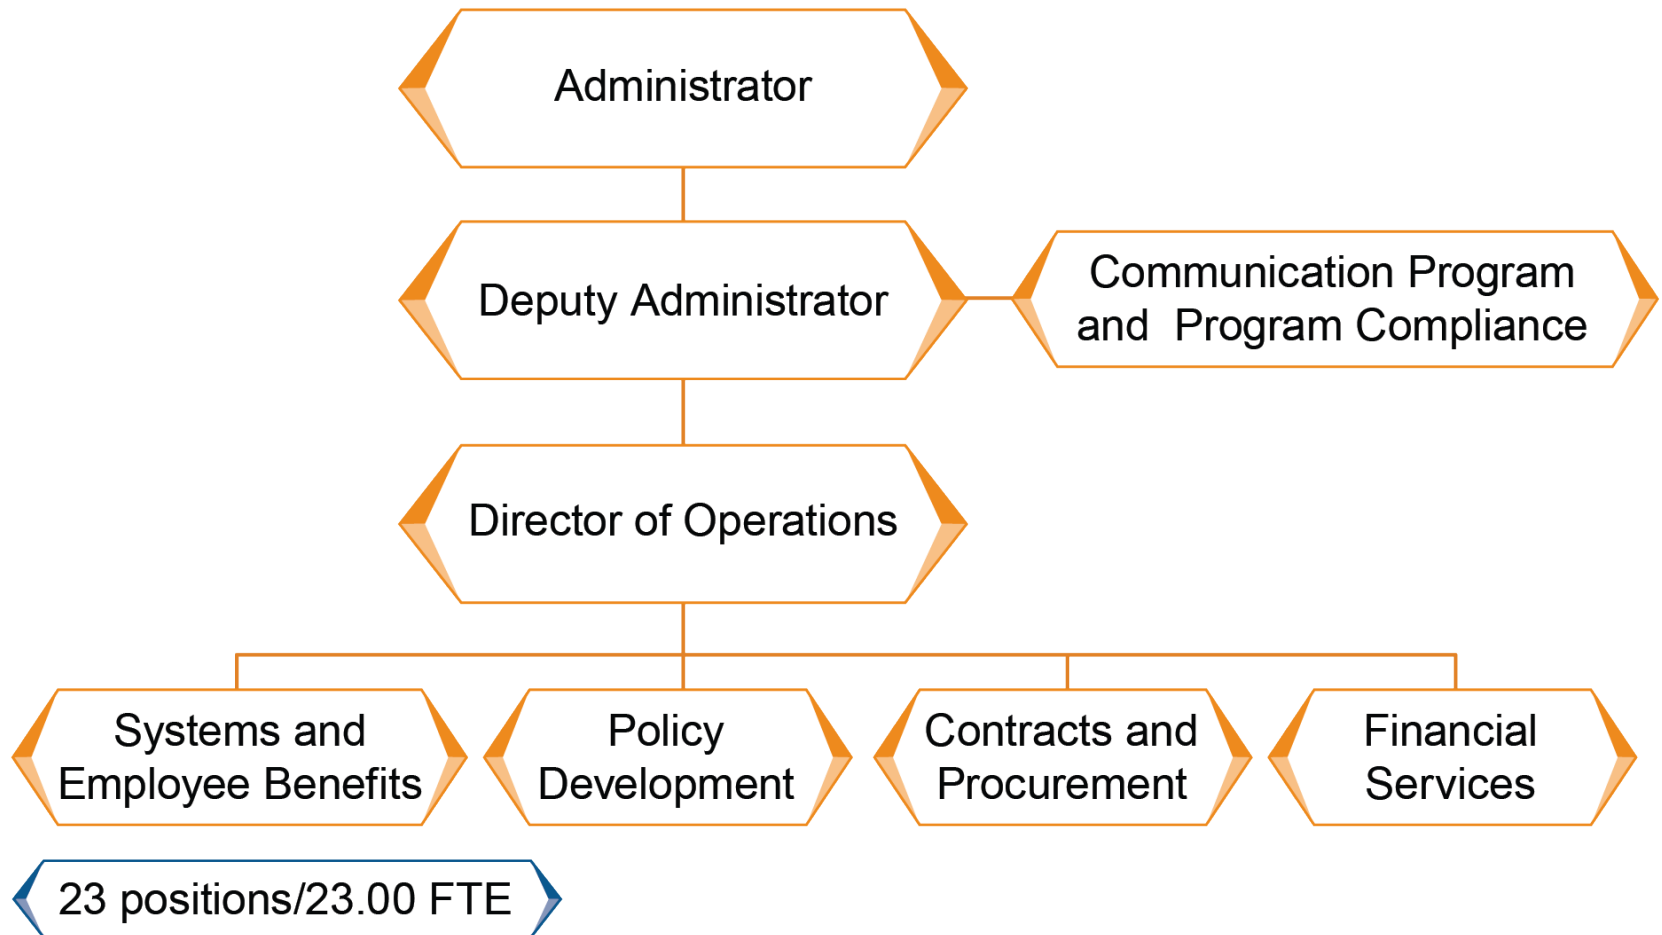 Administrator
Deputy Administrator
Communication Program
and  Program Compliance
Director of Operations
Systems and
Employee Benefits
Policy
Development
Contracts and
Procurement
Financial
Services
23 positions/23.00 FTE